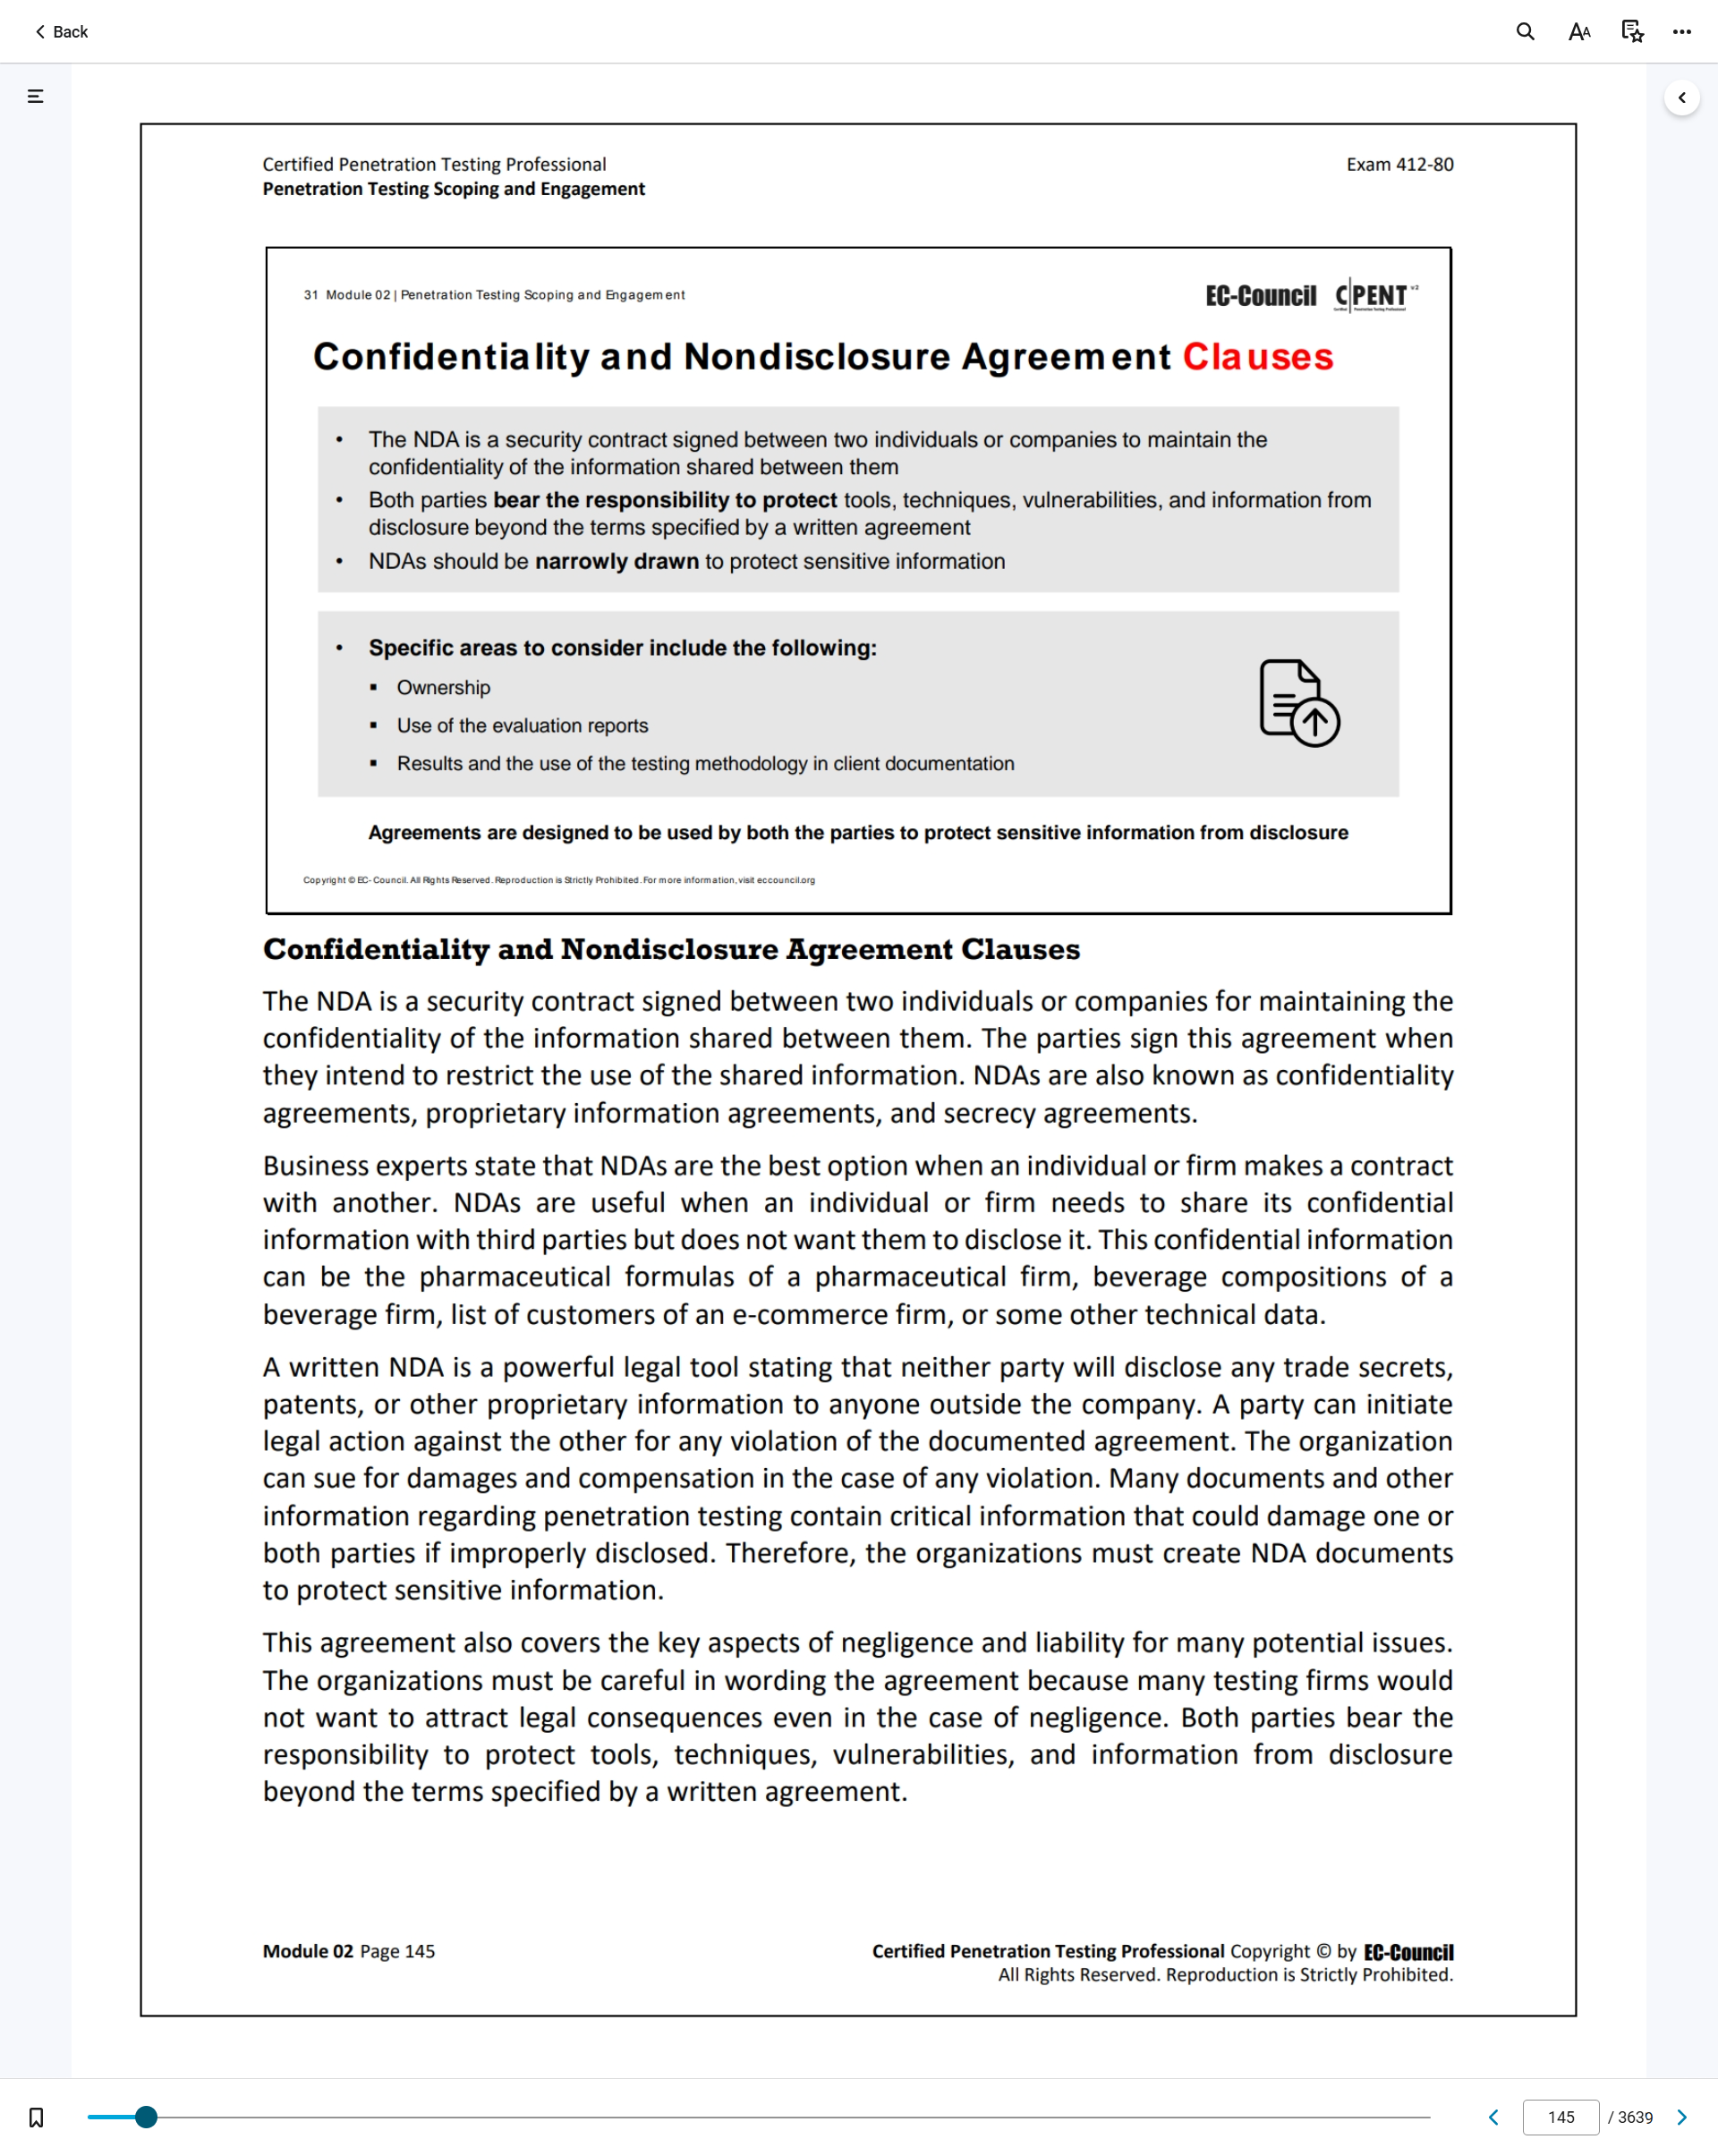 Back
Certified Penetration Testing Professional
Exam 412-80
Penetration Testing Scoping and Engagement
31 Module 02 | Penetration Testing Scoping and Engagement
EC-Council C|PENT v2
Confidentiality and Nondisclosure Agreement Clauses
• The NDA is a security contract signed between two individuals or companies to maintain the
confidentiality of the information shared between them
• Both parties bear the responsibility to protect tools, techniques, vulnerabilities, and information from
disclosure beyond the terms specified by a written agreement
• NDAs should be narrowly drawn to protect sensitive information
• Specific areas to consider include the following:
▪ Ownership
▪ Use of the evaluation reports
▪ Results and the use of the testing methodology in client documentation
Agreements are designed to be used by both the parties to protect sensitive information from disclosure
Copyright © EC-Council. All Rights Reserved. Reproduction is Strictly Prohibited. For more information, visit eccouncil.org
Confidentiality and Nondisclosure Agreement Clauses
The NDA is a security contract signed between two individuals or companies for maintaining the
confidentiality of the information shared between them. The parties sign this agreement when
they intend to restrict the use of the shared information. NDAs are also known as confidentiality
agreements, proprietary information agreements, and secrecy agreements.
Business experts state that NDAs are the best option when an individual or firm makes a contract
with another. NDAs are useful when an individual or firm needs to share its confidential
information with third parties but does not want them to disclose it. This confidential information
can be the pharmaceutical formulas of a pharmaceutical firm, beverage compositions of a
beverage firm, list of customers of an e-commerce firm, or some other technical data.
A written NDA is a powerful legal tool stating that neither party will disclose any trade secrets,
patents, or other proprietary information to anyone outside the company. A party can initiate
legal action against the other for any violation of the documented agreement. The organization
can sue for damages and compensation in the case of any violation. Many documents and other
information regarding penetration testing contain critical information that could damage one or
both parties if improperly disclosed. Therefore, the organizations must create NDA documents
to protect sensitive information.
This agreement also covers the key aspects of negligence and liability for many potential issues.
The organizations must be careful in wording the agreement because many testing firms would
not want to attract legal consequences even in the case of negligence. Both parties bear the
responsibility to protect tools, techniques, vulnerabilities, and information from disclosure
beyond the terms specified by a written agreement.
Module 02 Page 145
Certified Penetration Testing Professional Copyright © by EC-Council
All Rights Reserved. Reproduction is Strictly Prohibited.
145 / 3639